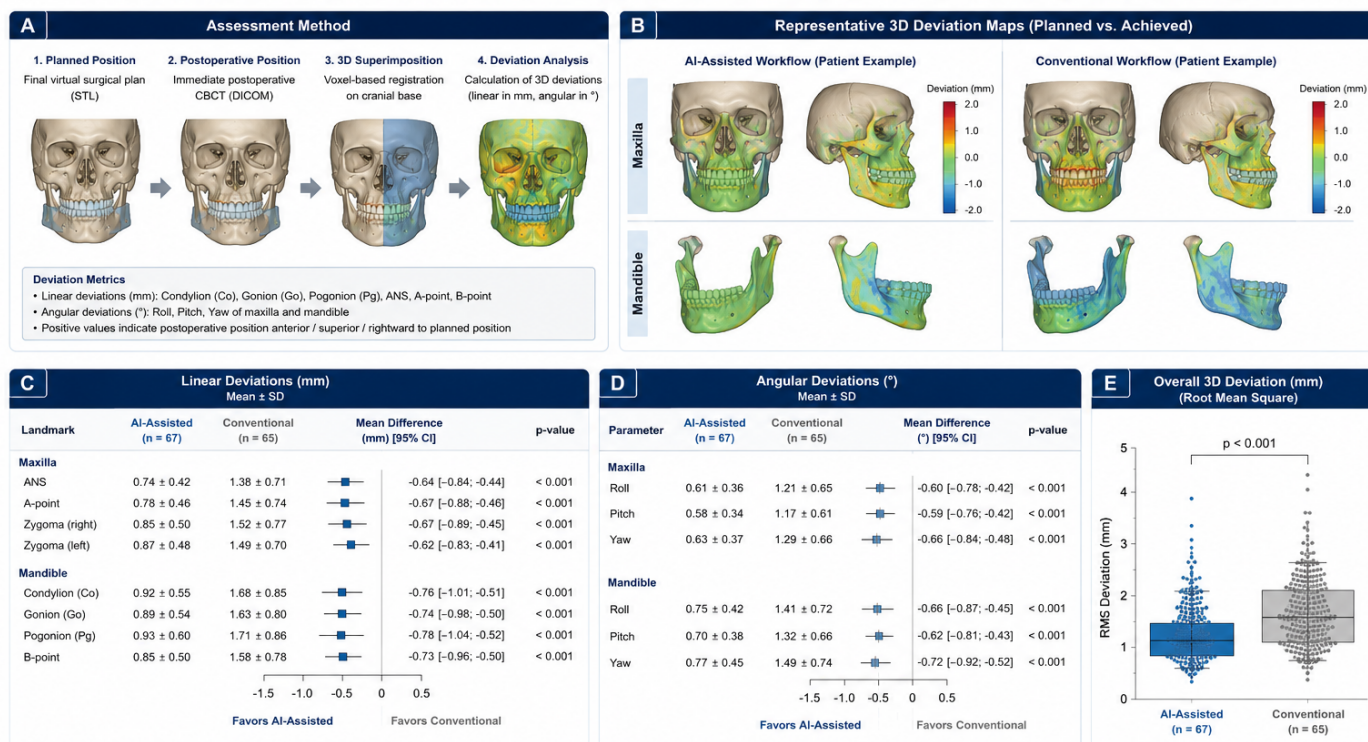 A
Assessment Method
1. Planned Position
Final virtual surgical plan
(STL)
2. Postoperative Position
Immediate postoperative
CBCT (DICOM)
3. 3D Superimposition
Voxel-based registration
on cranial base
4. Deviation Analysis
Calculation of 3D deviations
(linear in mm, angular in °)
Deviation Metrics
• Linear deviations (mm): Condylion (Co), Gonion (Go), Pogonion (Pg), ANS, A-point, B-point
• Angular deviations (°): Roll, Pitch, Yaw of maxilla and mandible
• Positive values indicate postoperative position anterior / superior / rightward to planned position
B
Representative 3D Deviation Maps (Planned vs. Achieved)
AI-Assisted Workflow (Patient Example)
Conventional Workflow (Patient Example)
Maxilla
Deviation (mm)
2.0
1.0
0
-1.0
-2.0
Deviation (mm)
2.0
1.0
0
-1.0
-2.0
Mandible
C
Linear Deviations (mm)
Mean ± SD
Landmark AI-Assisted (n = 67) Conventional (n = 65) Mean Difference (mm) [95% CI] p-value
Maxilla
ANS 0.74 ± 0.42 1.38 ± 0.71 -0.64 [−0.84; -0.44] < 0.001
A-point 0.78 ± 0.46 1.45 ± 0.74 -0.67 [−0.88; -0.46] < 0.001
Zygoma (right) 0.85 ± 0.50 1.52 ± 0.77 -0.67 [−0.89; -0.45] < 0.001
Zygoma (left) 0.87 ± 0.48 1.49 ± 0.70 -0.62 [−0.83; -0.41] < 0.001
Mandible
Condylion (Co) 0.92 ± 0.55 1.68 ± 0.85 -0.76 [−1.01; -0.51] < 0.001
Gonion (Go) 0.89 ± 0.54 1.63 ± 0.80 -0.74 [−0.98; -0.50] < 0.001
Pogonion (Pg) 0.93 ± 0.60 1.71 ± 0.86 -0.78 [−1.04; -0.52] < 0.001
B-point 0.85 ± 0.50 1.58 ± 0.78 -0.73 [−0.96; -0.50] < 0.001
-1.5 -1.0 -0.5 0 0.5
Favors AI-Assisted Favors Conventional
D
Angular Deviations (°)
Mean ± SD
Parameter AI-Assisted (n = 67) Conventional (n = 65) Mean Difference (°) [95% CI] p-value
Maxilla
Roll 0.61 ± 0.36 1.21 ± 0.65 -0.60 [−0.78; -0.42] < 0.001
Pitch 0.58 ± 0.34 1.17 ± 0.61 -0.59 [−0.76; -0.42] < 0.001
Yaw 0.63 ± 0.37 1.29 ± 0.66 -0.66 [−0.84; -0.48] < 0.001
Mandible
Roll 0.75 ± 0.42 1.41 ± 0.72 -0.66 [−0.87; -0.45] < 0.001
Pitch 0.70 ± 0.38 1.32 ± 0.66 -0.62 [−0.81; -0.43] < 0.001
Yaw 0.77 ± 0.45 1.49 ± 0.74 -0.72 [−0.92; -0.52] < 0.001
-1.5 -1.0 -0.5 0 0.5
Favors AI-Assisted Favors Conventional
E
Overall 3D Deviation (mm)
(Root Mean Square)
p < 0.001
RMS Deviation (mm)
5
4
3
2
1
0
AI-Assisted
(n = 67)
Conventional
(n = 65)